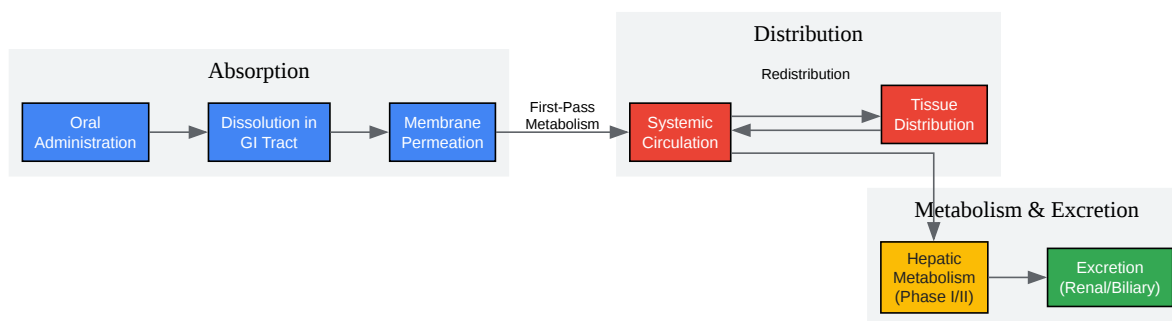 Absorption
Oral
Administration
Dissolution in
GI Tract
Membrane
Permeation
First-Pass
Metabolism
Distribution
Redistribution
Systemic
Circulation
Tissue
Distribution
Metabolism & Excretion
Hepatic
Metabolism
(Phase I/II)
Excretion
(Renal/Biliary)